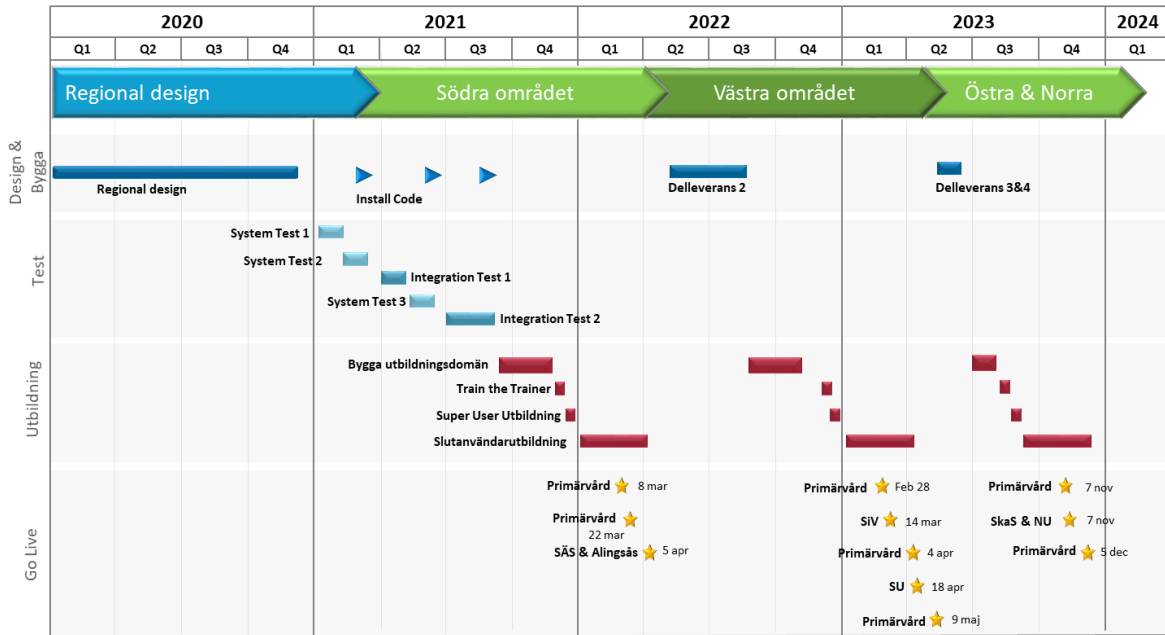 2020 2021 2022 2023 2024
Q1 Q2 Q3 Q4 Q1 Q2 Q3 Q4 Q1 Q2 Q3 Q4 Q1 Q2 Q3 Q4 Q1
Regional design Södra området Västra området Östra & Norra
Design &
Bygga
Regional design
Install Code
Delleverans 2
Delleverans 3&4
Test
System Test 1
System Test 2
Integration Test 1
System Test 3
Integration Test 2
Utbildning
Bygga utbildningsdomän
Train the Trainer
Super User Utbildning
Slutanvändarutbildning
Go Live
Primärvård 8 mar
Primärvård
22 mar
SÄS & Alingsås 5 apr
Primärvård Feb 28
SiV 14 mar
Primärvård 4 apr
SU 18 apr
Primärvård 9 maj
Primärvård 7 nov
SkaS & NU 7 nov
Primärvård 5 dec